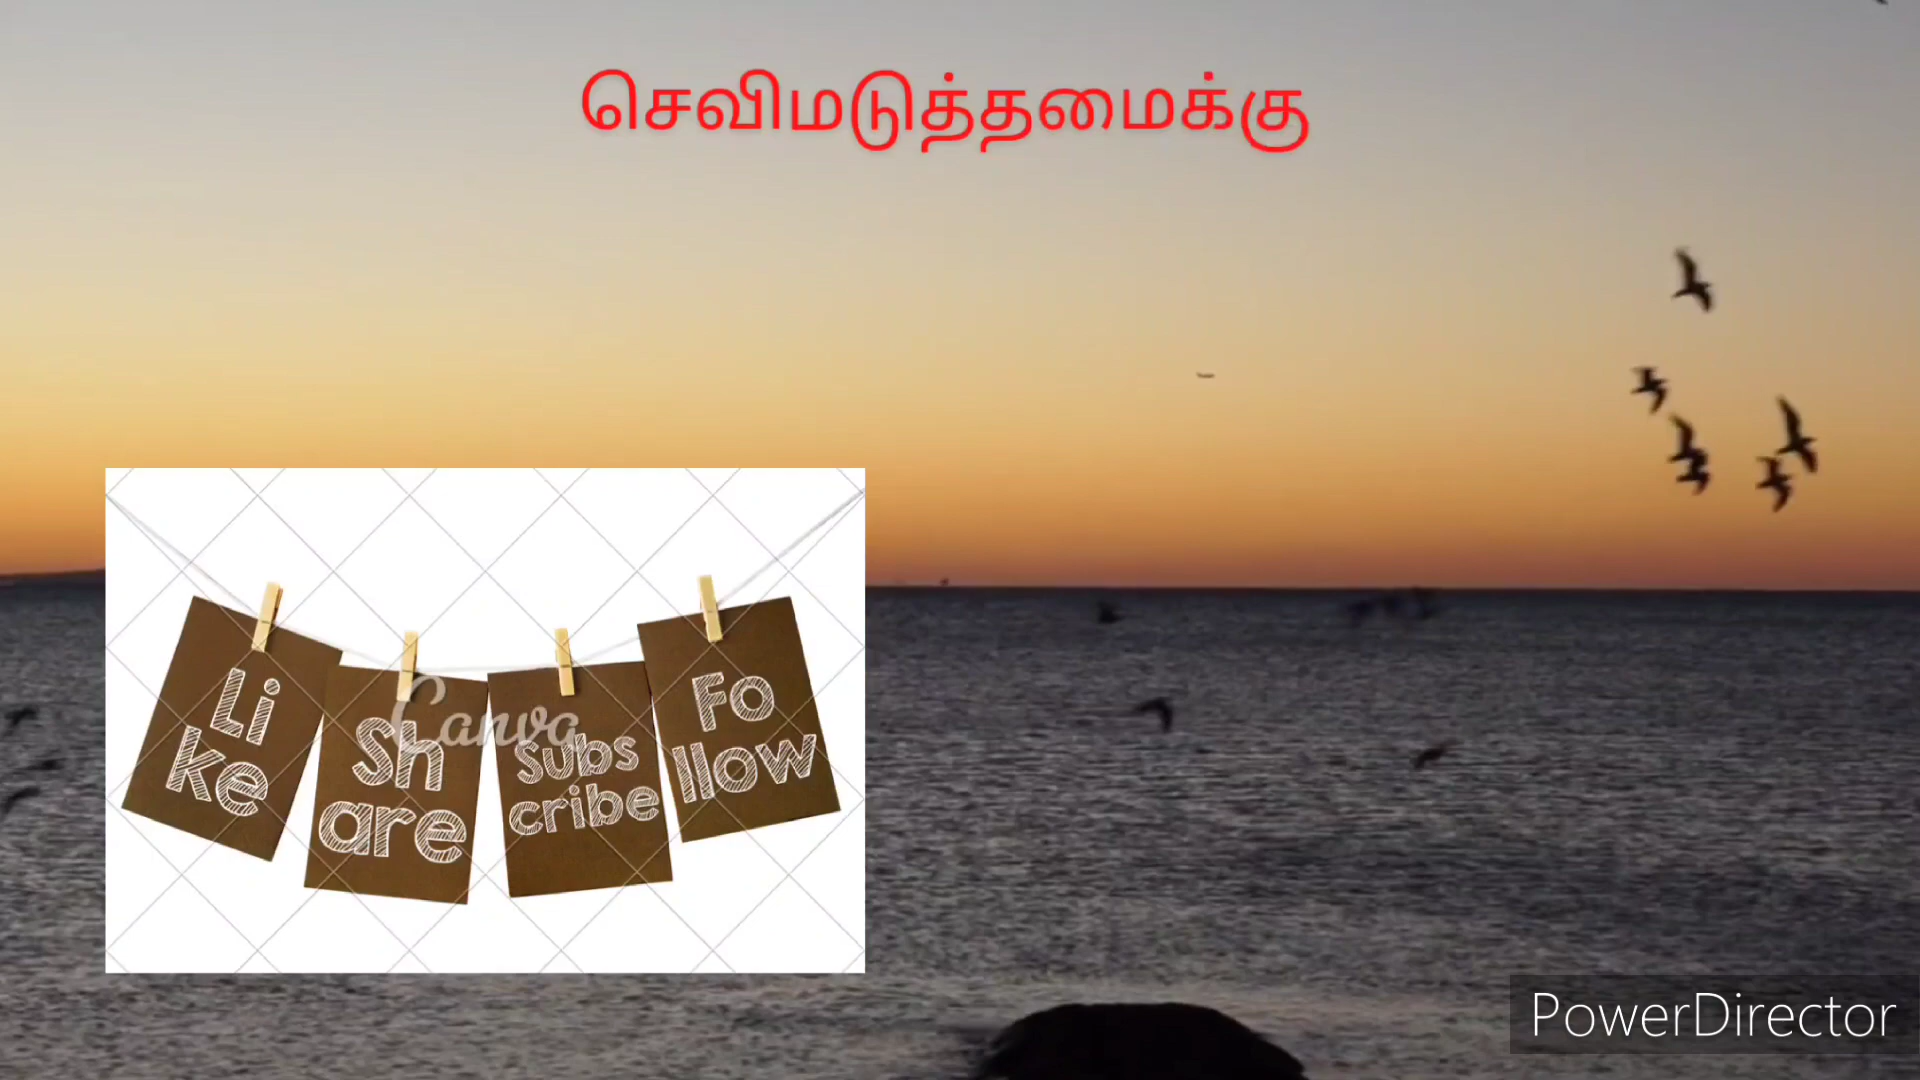 செவிமடுத்தமைக்கு
Li
ke
Sh
are
Subs
cribe
Fo
llow
Canva
PowerDirector